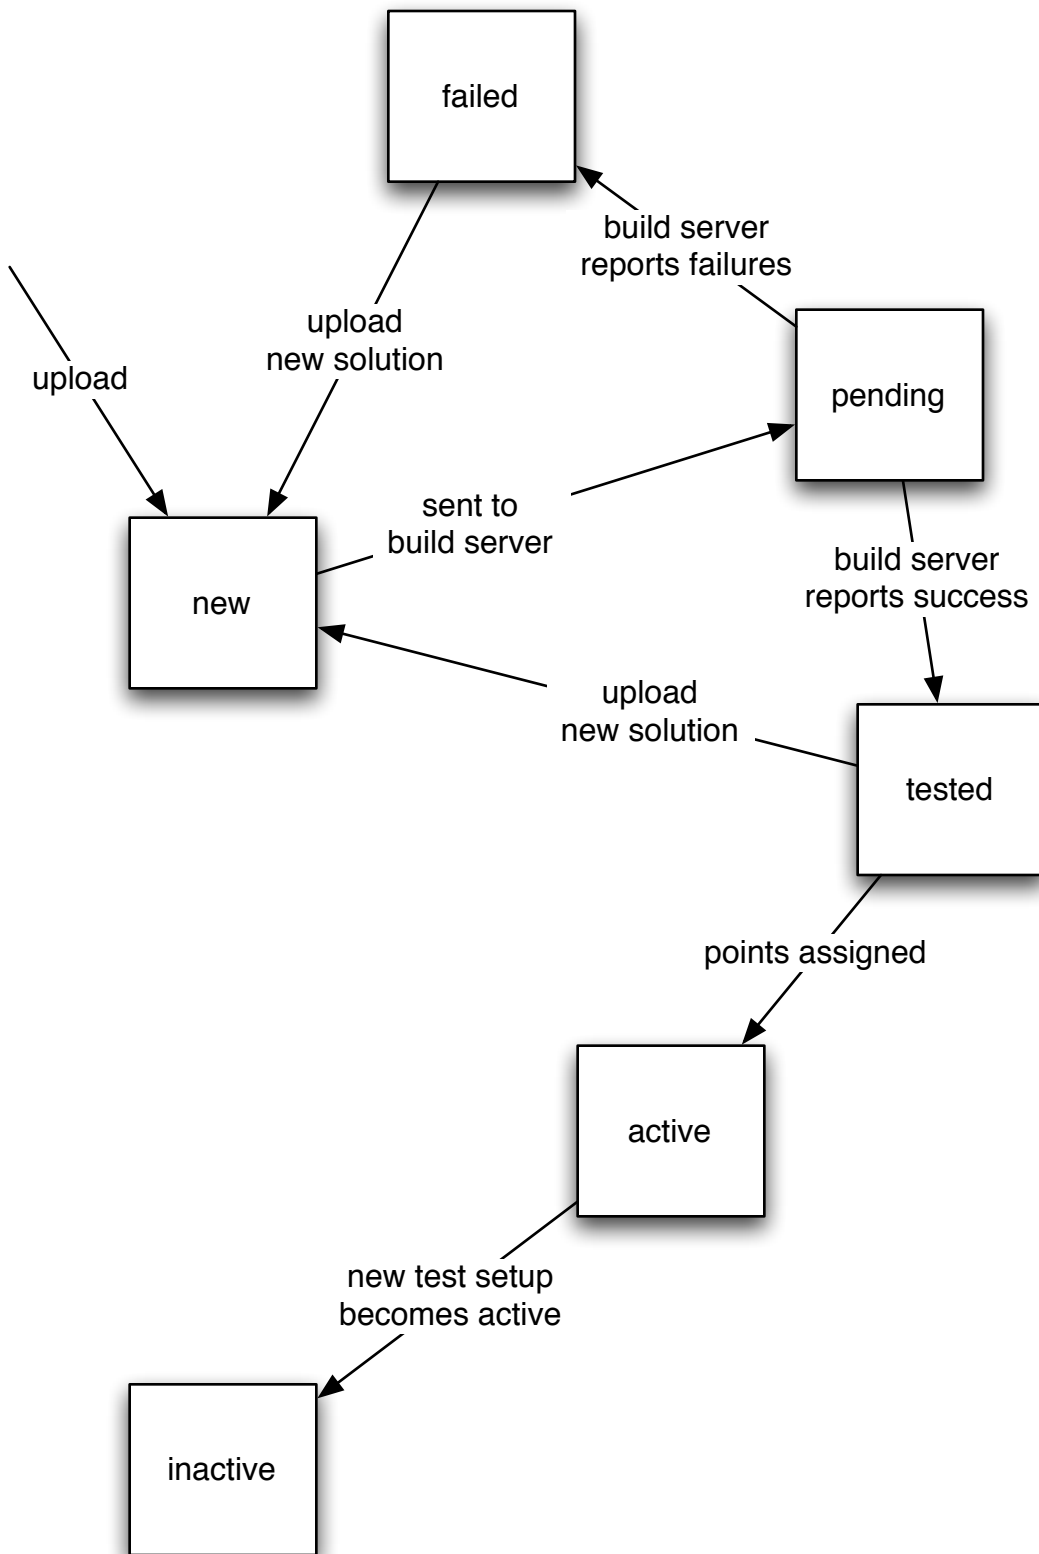 failed
build server
reports failures
upload
new solution
upload
pending
sent to
build server
build server
reports success
new
upload
new solution
tested
points assigned
active
new test setup
becomes active
inactive